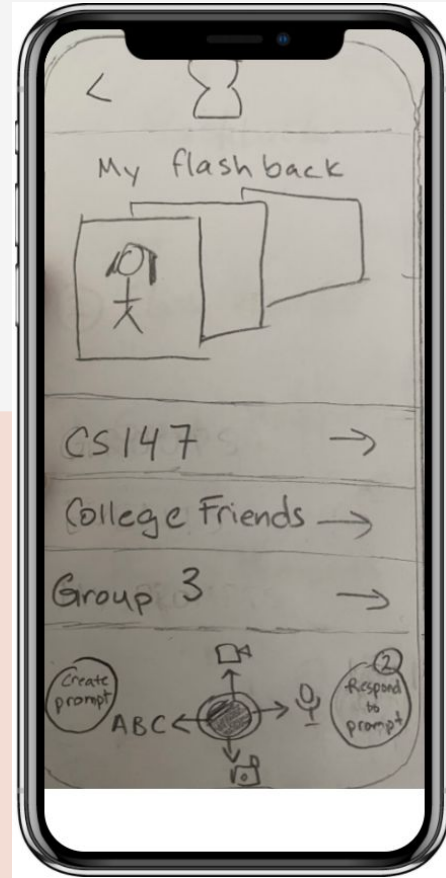 My flashback
CS147
College Friends
Group 3
Create
prompt
ABC
2
Respond
to
prompt